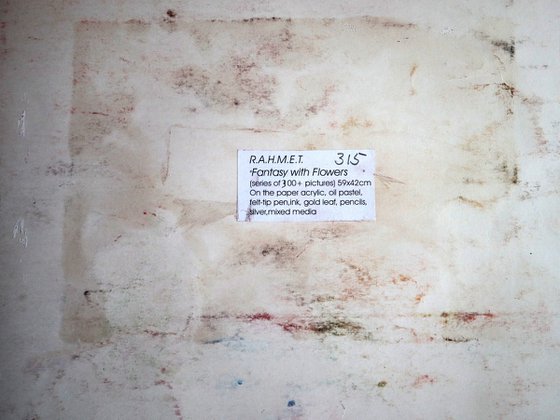 R.A.H.M.E.T. 315
"Fantasy with Flowers
(series of 300+ pictures) 59x42cm
On the paper acrylic, oil pastel,
felt-tip pen,ink, gold leaf, pencils,
silver,mixed media